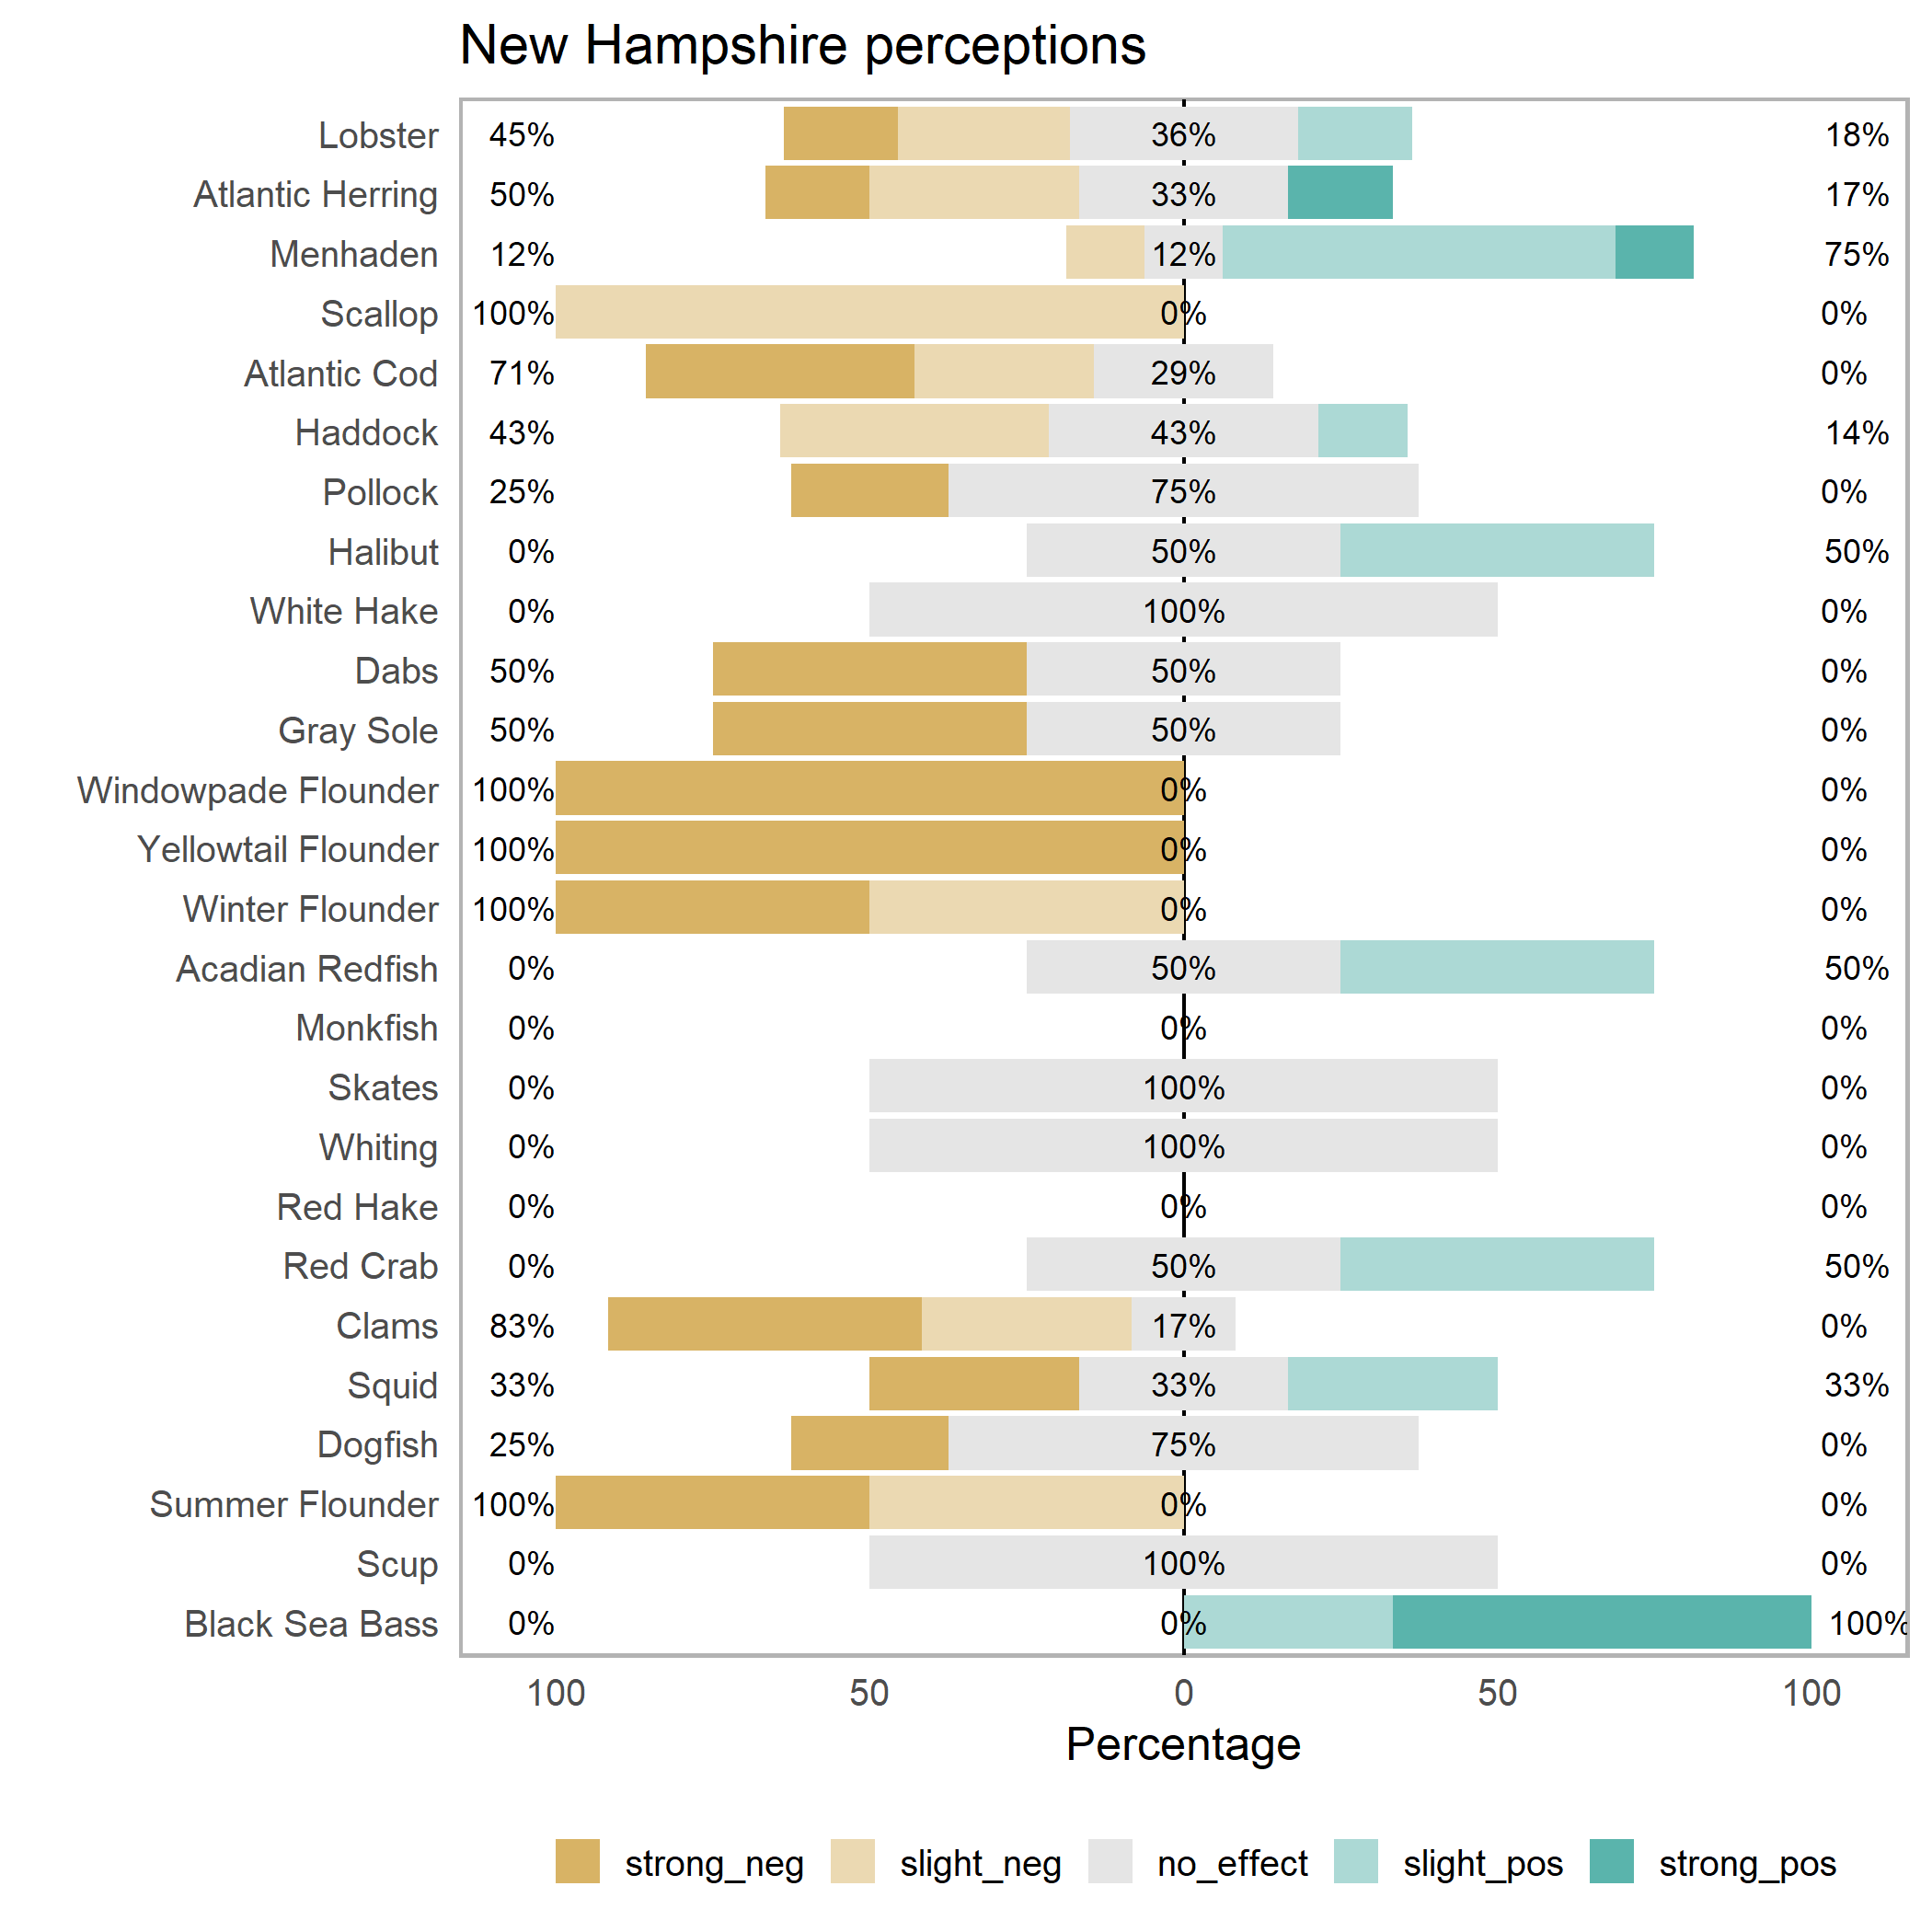 New Hampshire perceptions
Lobster 45% 36% 18%
Atlantic Herring 50% 33% 17%
Menhaden 12% 12% 75%
Scallop 100% 0% 0%
Atlantic Cod 71% 29% 0%
Haddock 43% 43% 14%
Pollock 25% 75% 0%
Halibut 0% 50% 50%
White Hake 0% 100% 0%
Dabs 50% 50% 0%
Gray Sole 50% 50% 0%
Windowpade Flounder 100% 0% 0%
Yellowtail Flounder 100% 0% 0%
Winter Flounder 100% 0% 0%
Acadian Redfish 0% 50% 50%
Monkfish 0% 0% 0%
Skates 0% 100% 0%
Whiting 0% 100% 0%
Red Hake 0% 0% 0%
Red Crab 0% 50% 50%
Clams 83% 17% 0%
Squid 33% 33% 33%
Dogfish 25% 75% 0%
Summer Flounder 100% 0% 0%
Scup 0% 100% 0%
Black Sea Bass 0% 0% 100%
100 50 0 50 100
Percentage
strong_neg slight_neg no_effect slight_pos strong_pos